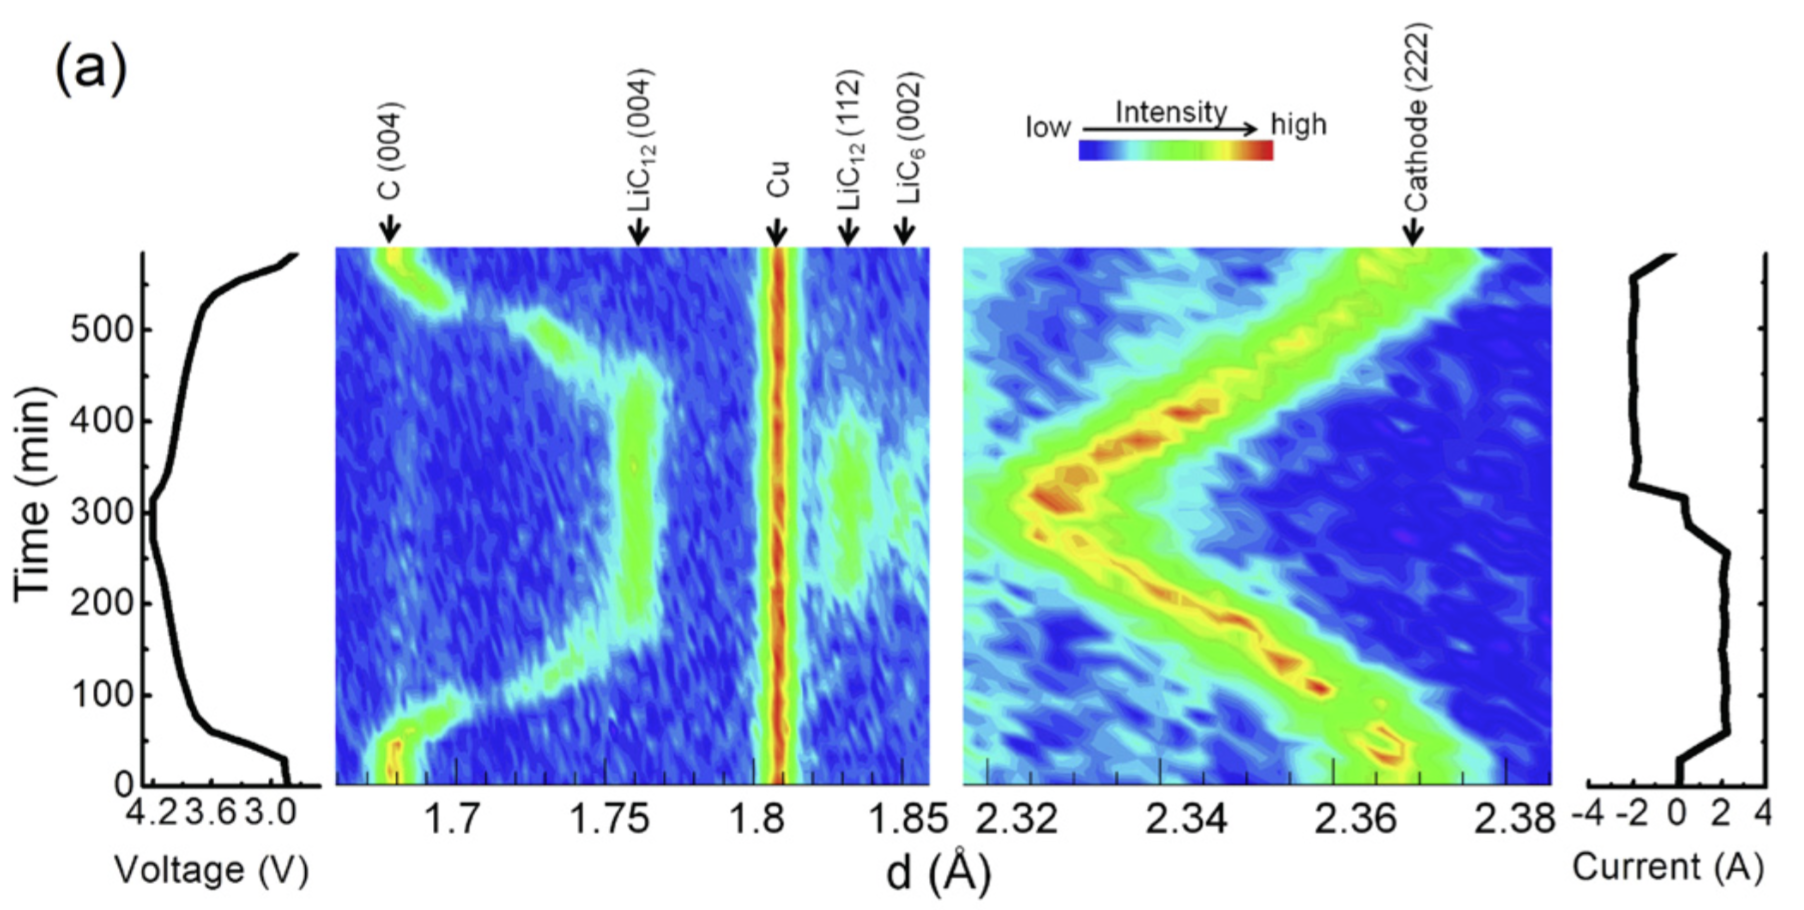 (a)
C (004)
LiC₁₂ (004)
Cu
LiC₁₂ (112)
LiC₆ (002)
low Intensity high
Cathode (222)
Time (min)
500
400
300
200
100
0
4.2 3.6 3.0
Voltage (V)
1.7 1.75 1.8 1.85
2.32 2.34 2.36 2.38
d (Å)
-4 -2 0 2 4
Current (A)